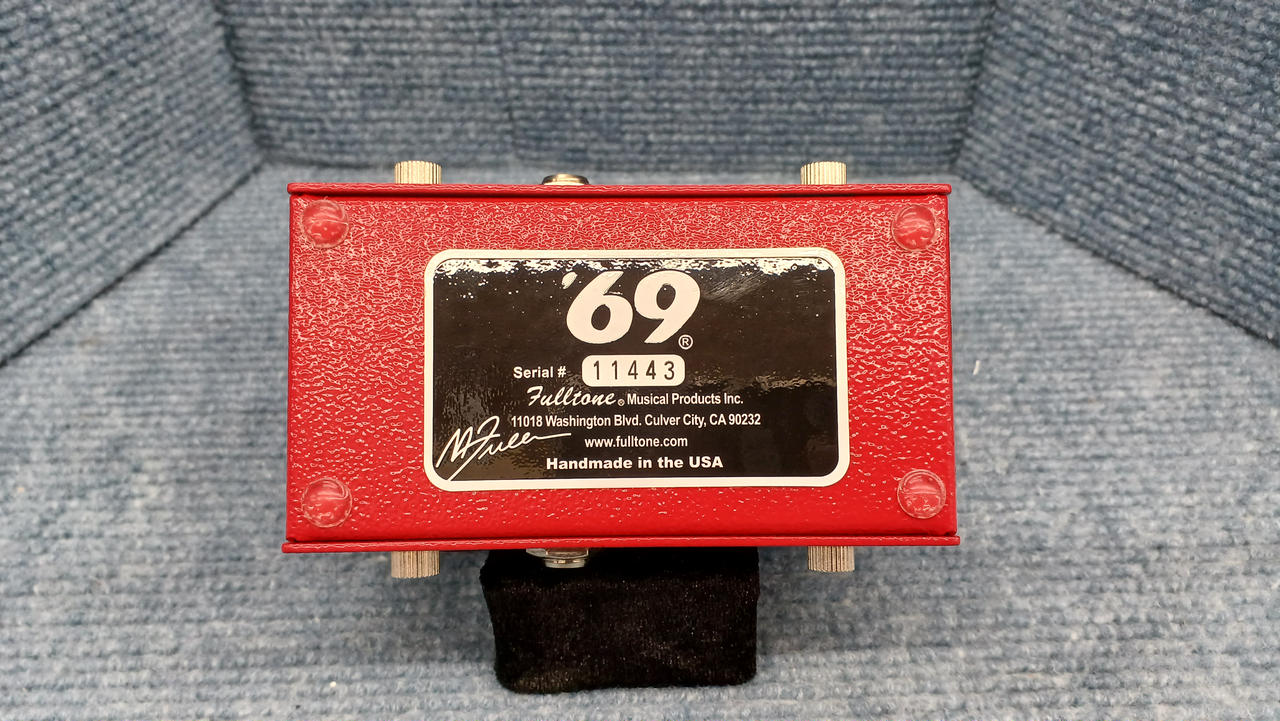 '69®
Serial # 11443
Fulltone® Musical Products Inc.
11018 Washington Blvd. Culver City, CA 90232
M Fuller
www.fulltone.com
Handmade in the USA